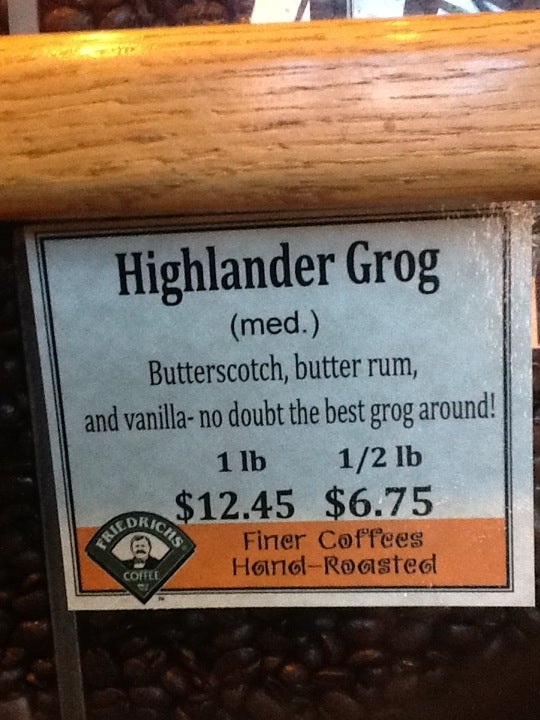 Highlander Grog
(med.)
Butterscotch, butter rum,
and vanilla- no doubt the best grog around!
1 lb 1/2 lb
$12.45 $6.75
FRIEDRICHS
COFFEE
Finer Coffees
Hand-Roasted